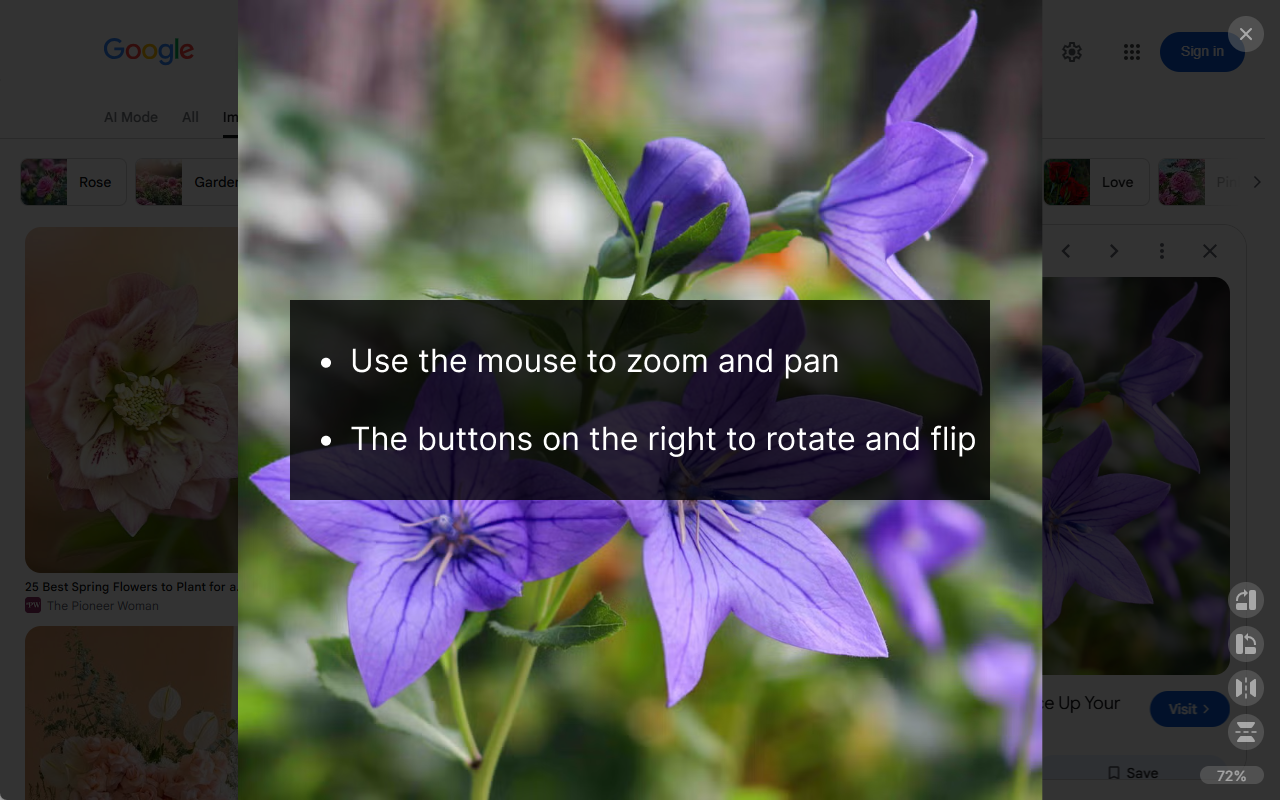 Google
Sign in
AI Mode
All
Rose
Love
• Use the mouse to zoom and pan
• The buttons on the right to rotate and flip
25 Best Spring Flowers to Plant for a
The Pioneer Woman
Up Your
Visit
Save
72%